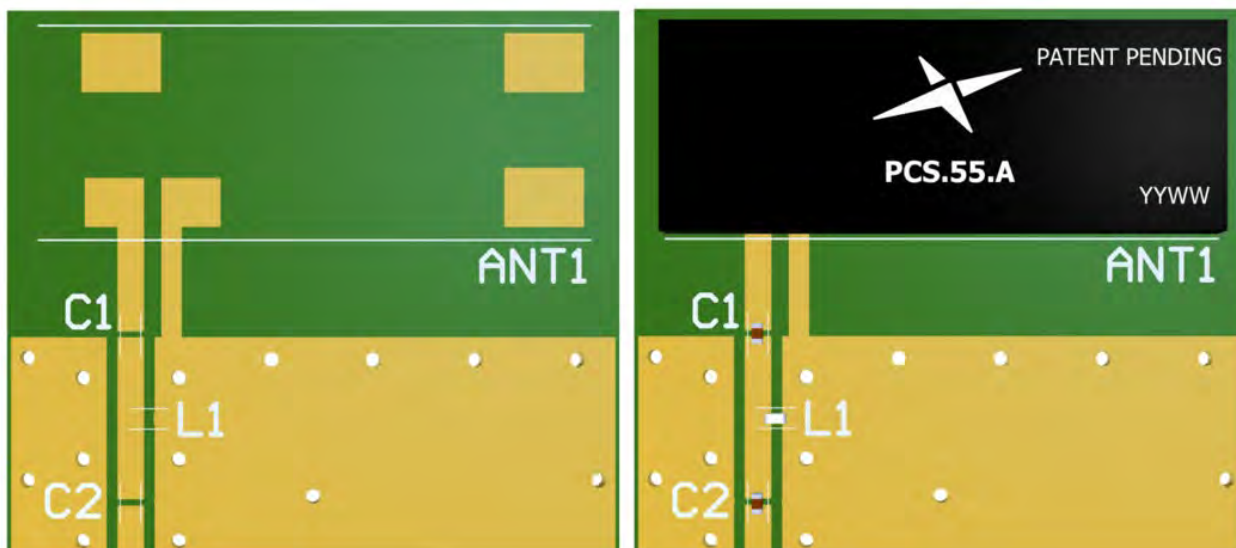 ANT1
C1
L1
C2
PATENT PENDING
PCS.55.A
YYWW
ANT1
C1
L1
C2